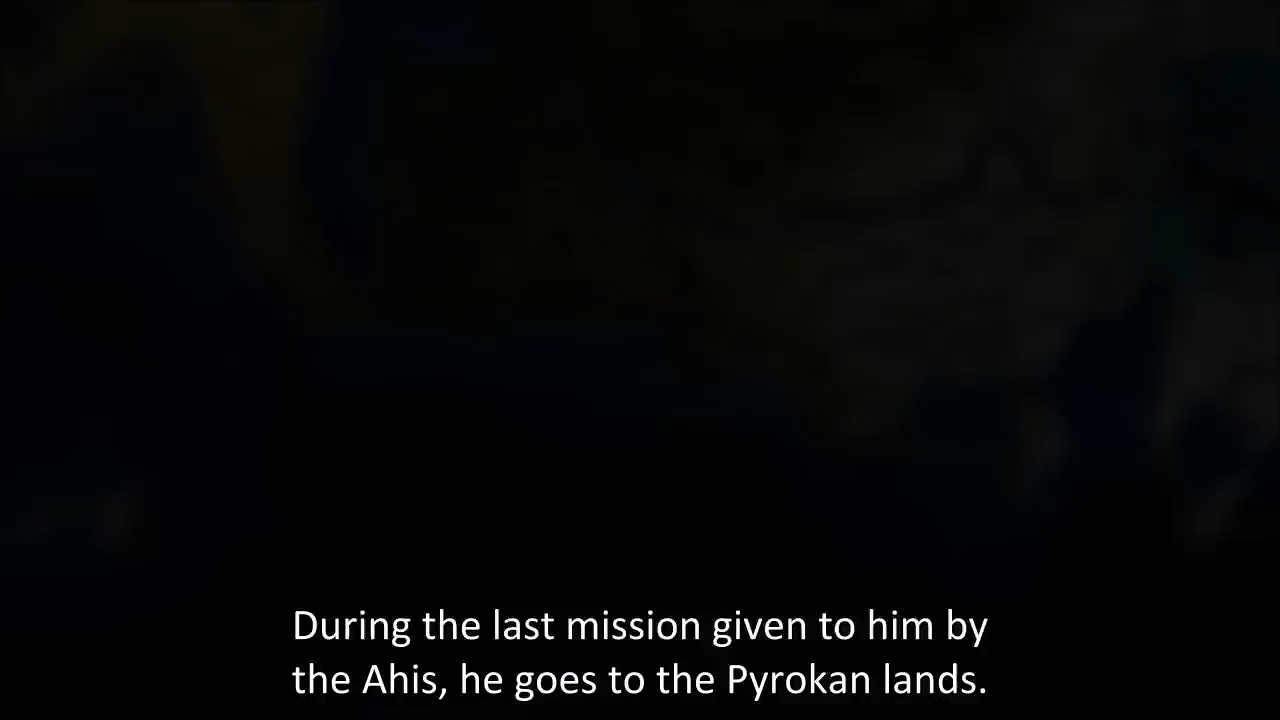 During the last mission given to him by
the Ahis, he goes to the Pyrokan lands.